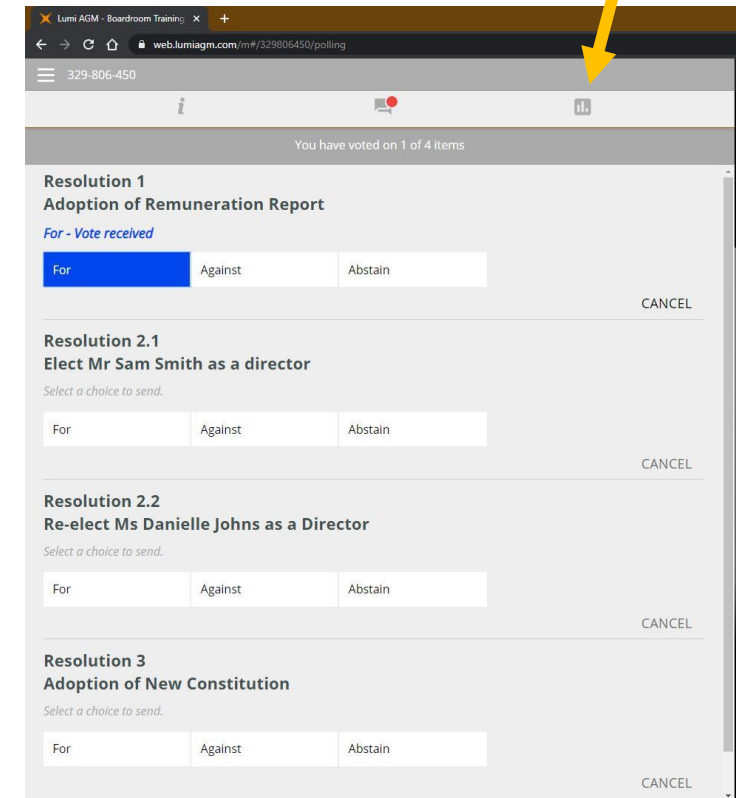 Lumi AGM - Boardroom Training
web.lumiagm.com/m#/329806450/polling
329-806-450
i
You have voted on 1 of 4 items
Resolution 1
Adoption of Remuneration Report
For - Vote received
For Against Abstain
CANCEL
Resolution 2.1
Elect Mr Sam Smith as a director
Select a choice to send.
For Against Abstain
CANCEL
Resolution 2.2
Re-elect Ms Danielle Johns as a Director
Select a choice to send.
For Against Abstain
CANCEL
Resolution 3
Adoption of New Constitution
Select a choice to send.
For Against Abstain
CANCEL